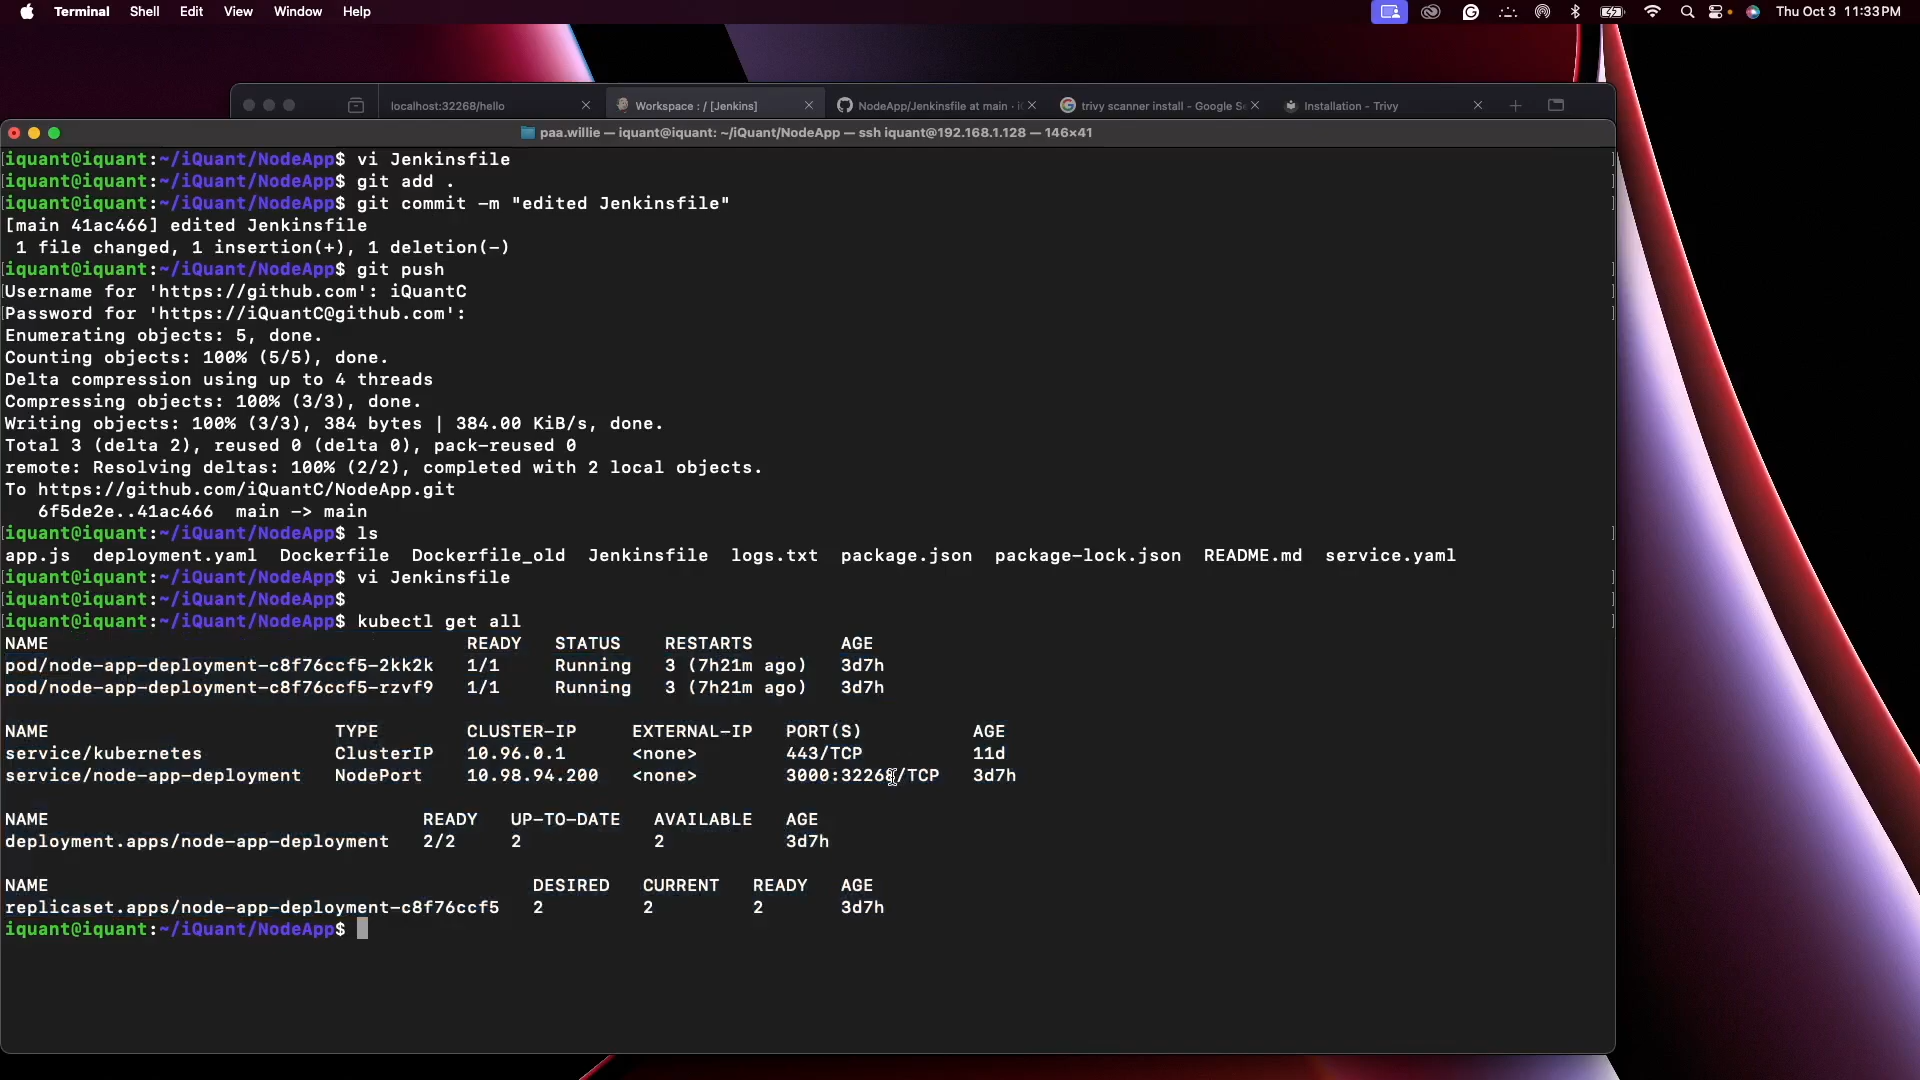 Terminal Shell Edit View Window Help Thu Oct 3 11:33 PM
localhost:32268/hello Workspace : / [Jenkins] NodeApp/Jenkinsfile at main · trivy scanner install - Google Installation - Trivy
paa.willie — iquant@iquant: ~/iQuant/NodeApp — ssh iquant@192.168.1.128 — 146×41
iquant@iquant:~/iQuant/NodeApp$ vi Jenkinsfile
iquant@iquant:~/iQuant/NodeApp$ git add .
iquant@iquant:~/iQuant/NodeApp$ git commit -m "edited Jenkinsfile"
[main 41ac466] edited Jenkinsfile
1 file changed, 1 insertion(+), 1 deletion(-)
iquant@iquant:~/iQuant/NodeApp$ git push
Username for 'https://github.com': iQuantC
Password for 'https://iQuantC@github.com':
Enumerating objects: 5, done.
Counting objects: 100% (5/5), done.
Delta compression using up to 4 threads
Compressing objects: 100% (3/3), done.
Writing objects: 100% (3/3), 384 bytes | 384.00 KiB/s, done.
Total 3 (delta 2), reused 0 (delta 0), pack-reused 0
remote: Resolving deltas: 100% (2/2), completed with 2 local objects.
To https://github.com/iQuantC/NodeApp.git
6f5de2e..41ac466 main -> main
iquant@iquant:~/iQuant/NodeApp$ ls
app.js deployment.yaml Dockerfile Dockerfile_old Jenkinsfile logs.txt package.json package-lock.json README.md service.yaml
iquant@iquant:~/iQuant/NodeApp$ vi Jenkinsfile
iquant@iquant:~/iQuant/NodeApp$
iquant@iquant:~/iQuant/NodeApp$ kubectl get all
NAME READY STATUS RESTARTS AGE
pod/node-app-deployment-c8f76ccf5-2kk2k 1/1 Running 3 (7h21m ago) 3d7h
pod/node-app-deployment-c8f76ccf5-rzvf9 1/1 Running 3 (7h21m ago) 3d7h
NAME TYPE CLUSTER-IP EXTERNAL-IP PORT(S) AGE
service/kubernetes ClusterIP 10.96.0.1 <none> 443/TCP 11d
service/node-app-deployment NodePort 10.98.94.200 <none> 3000:32268/TCP 3d7h
NAME READY UP-TO-DATE AVAILABLE AGE
deployment.apps/node-app-deployment 2/2 2 2 3d7h
NAME DESIRED CURRENT READY AGE
replicaset.apps/node-app-deployment-c8f76ccf5 2 2 2 3d7h
iquant@iquant:~/iQuant/NodeApp$